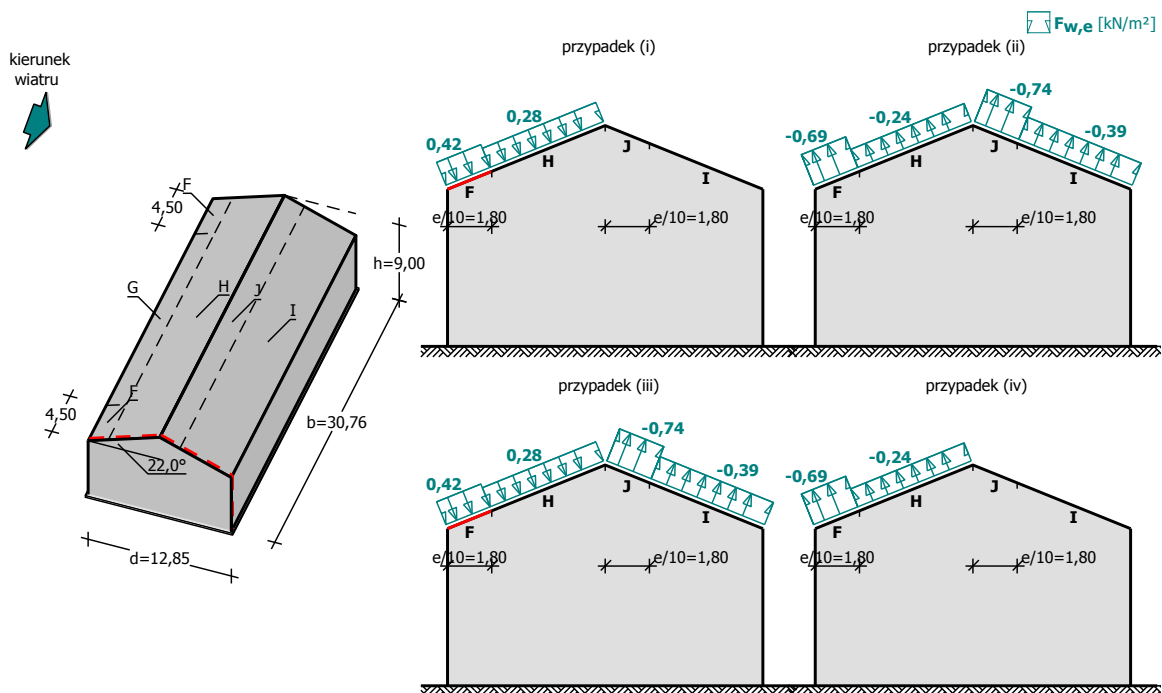 Fw,e [kN/m²]
kierunek
wiatru
F
4,50
G
H
J
I
h=9,00
F
4,50
22,0°
b=30,76
d=12,85
przypadek (i)
0,42
0,28
F
H
J
I
e/10=1,80
e/10=1,80
przypadek (ii)
-0,69
-0,24
-0,74
-0,39
F
H
J
I
e/10=1,80
e/10=1,80
przypadek (iii)
0,42
0,28
-0,74
-0,39
F
H
J
I
e/10=1,80
e/10=1,80
przypadek (iv)
-0,69
-0,24
F
H
J
I
e/10=1,80
e/10=1,80